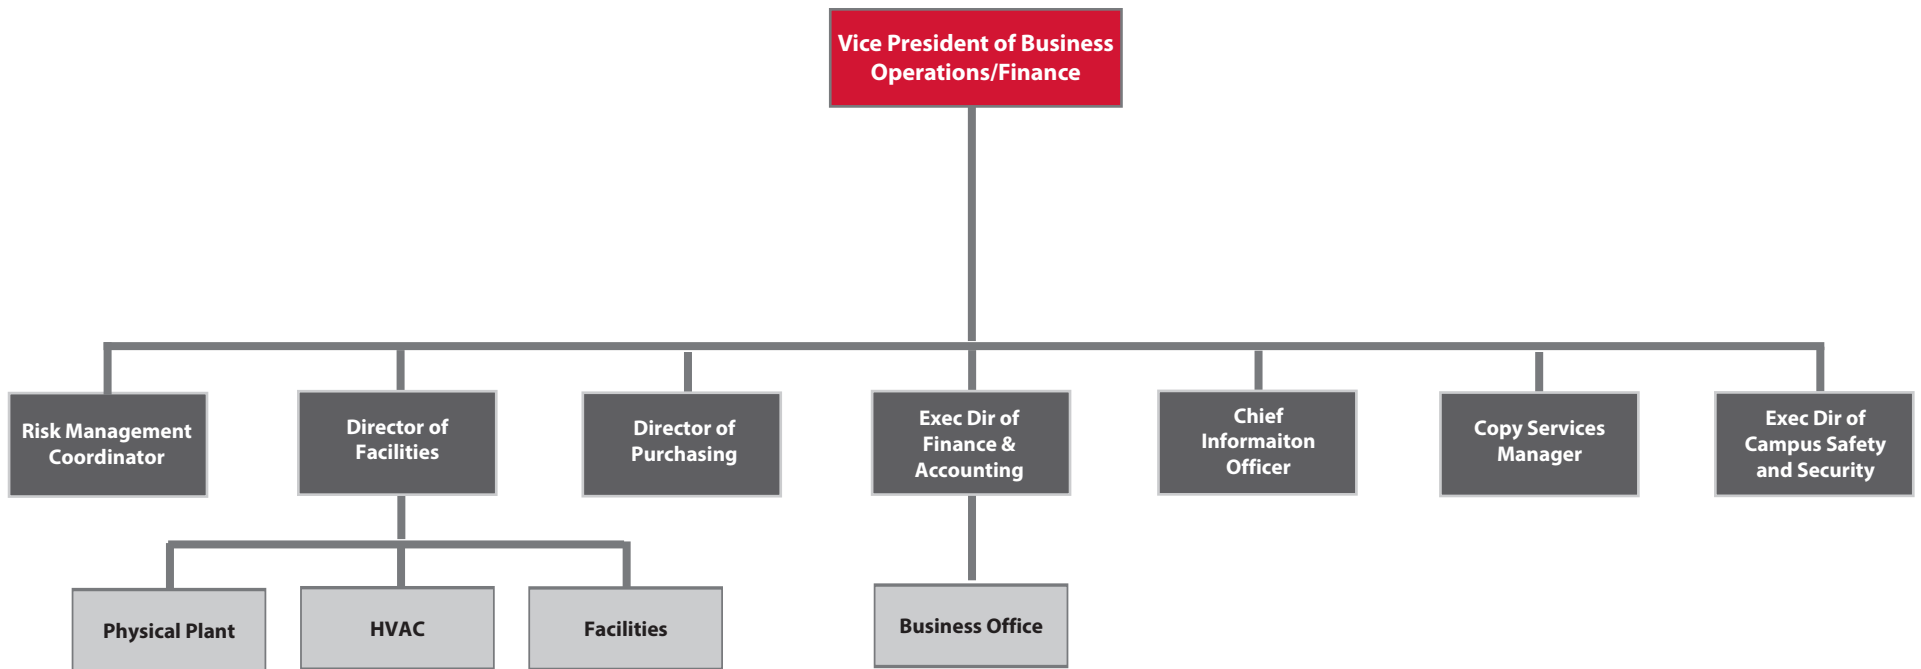 Vice President of Business
Operations/Finance
Risk Management
Coordinator
Director of
Facilities
Director of
Purchasing
Exec Dir of
Finance &
Accounting
Chief
Informaiton
Officer
Copy Services
Manager
Exec Dir of
Campus Safety
and Security
Physical Plant
HVAC
Facilities
Business Office